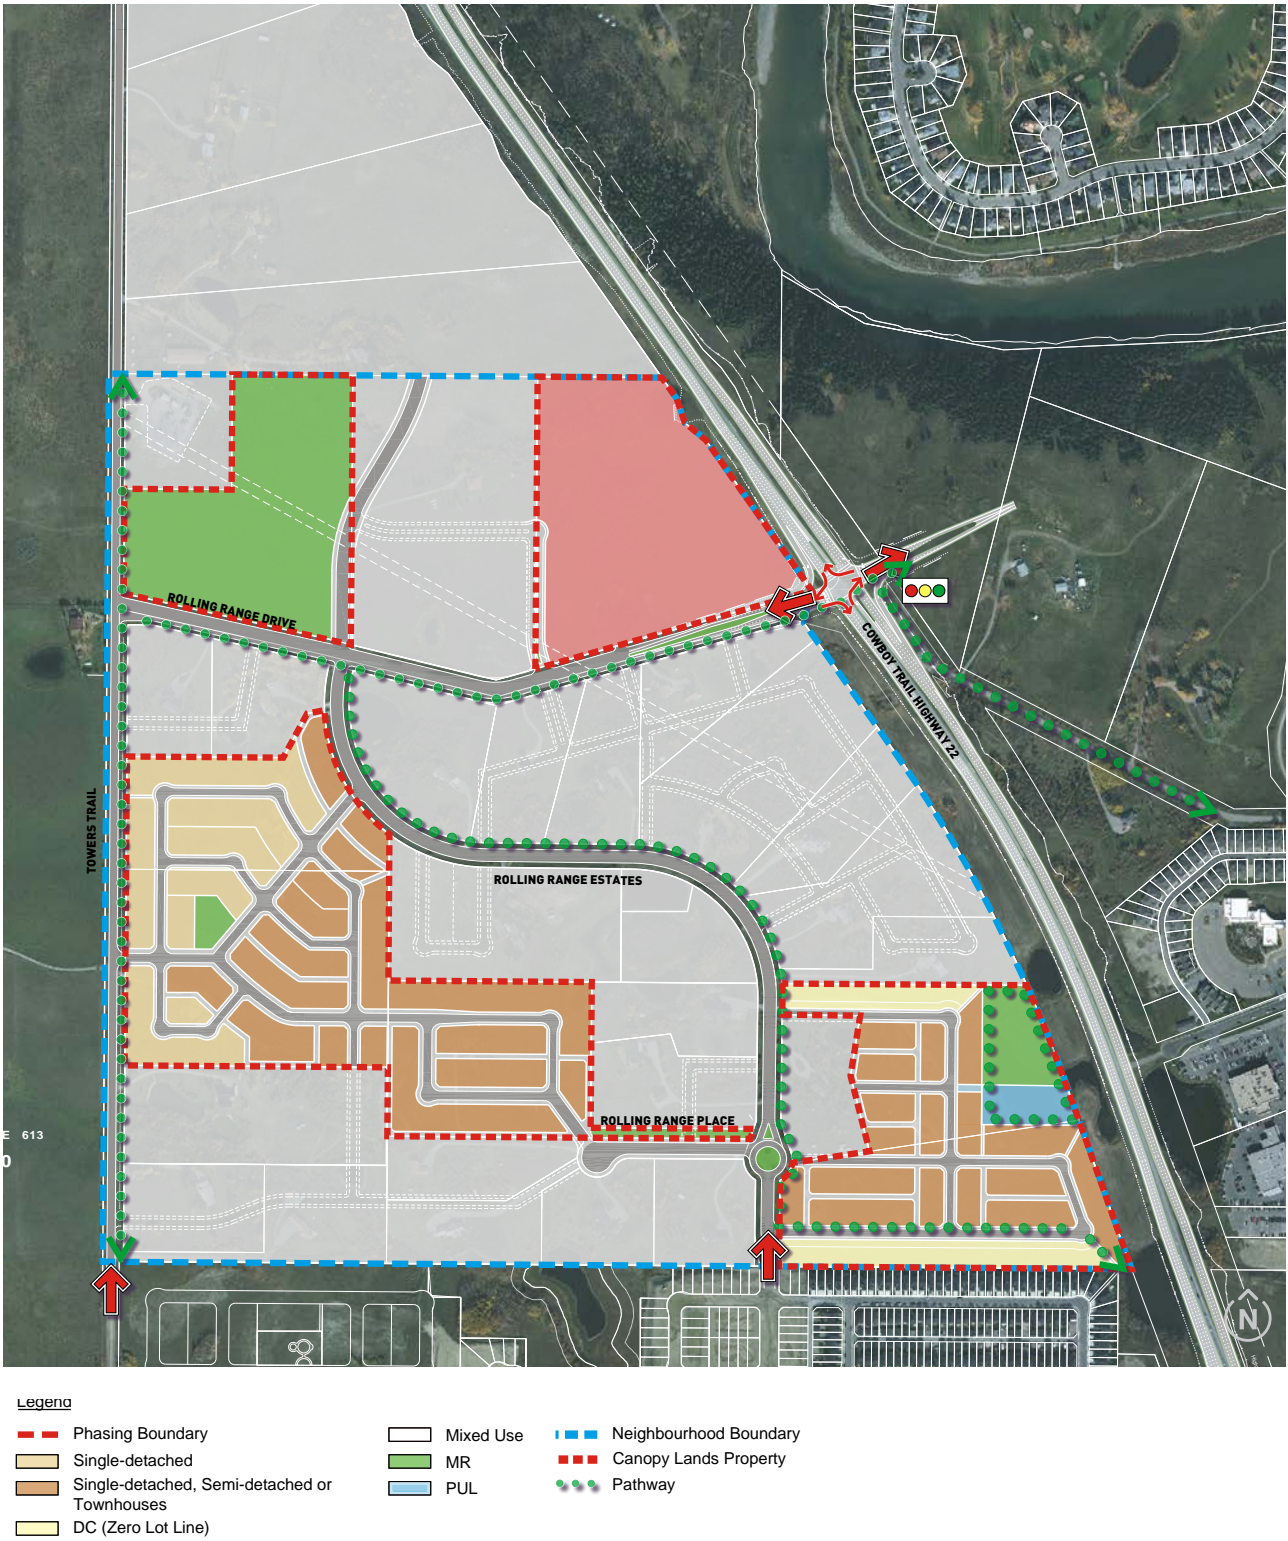 ROLLING RANGE DRIVE
COWBOY TRAIL HIGHWAY 22
TOWERS TRAIL
ROLLING RANGE ESTATES
ROLLING RANGE PLACE
E 613
0
N
Legend
Phasing Boundary
Single-detached
Single-detached, Semi-detached or
Townhouses
DC (Zero Lot Line)
Mixed Use
MR
PUL
Neighbourhood Boundary
Canopy Lands Property
Pathway